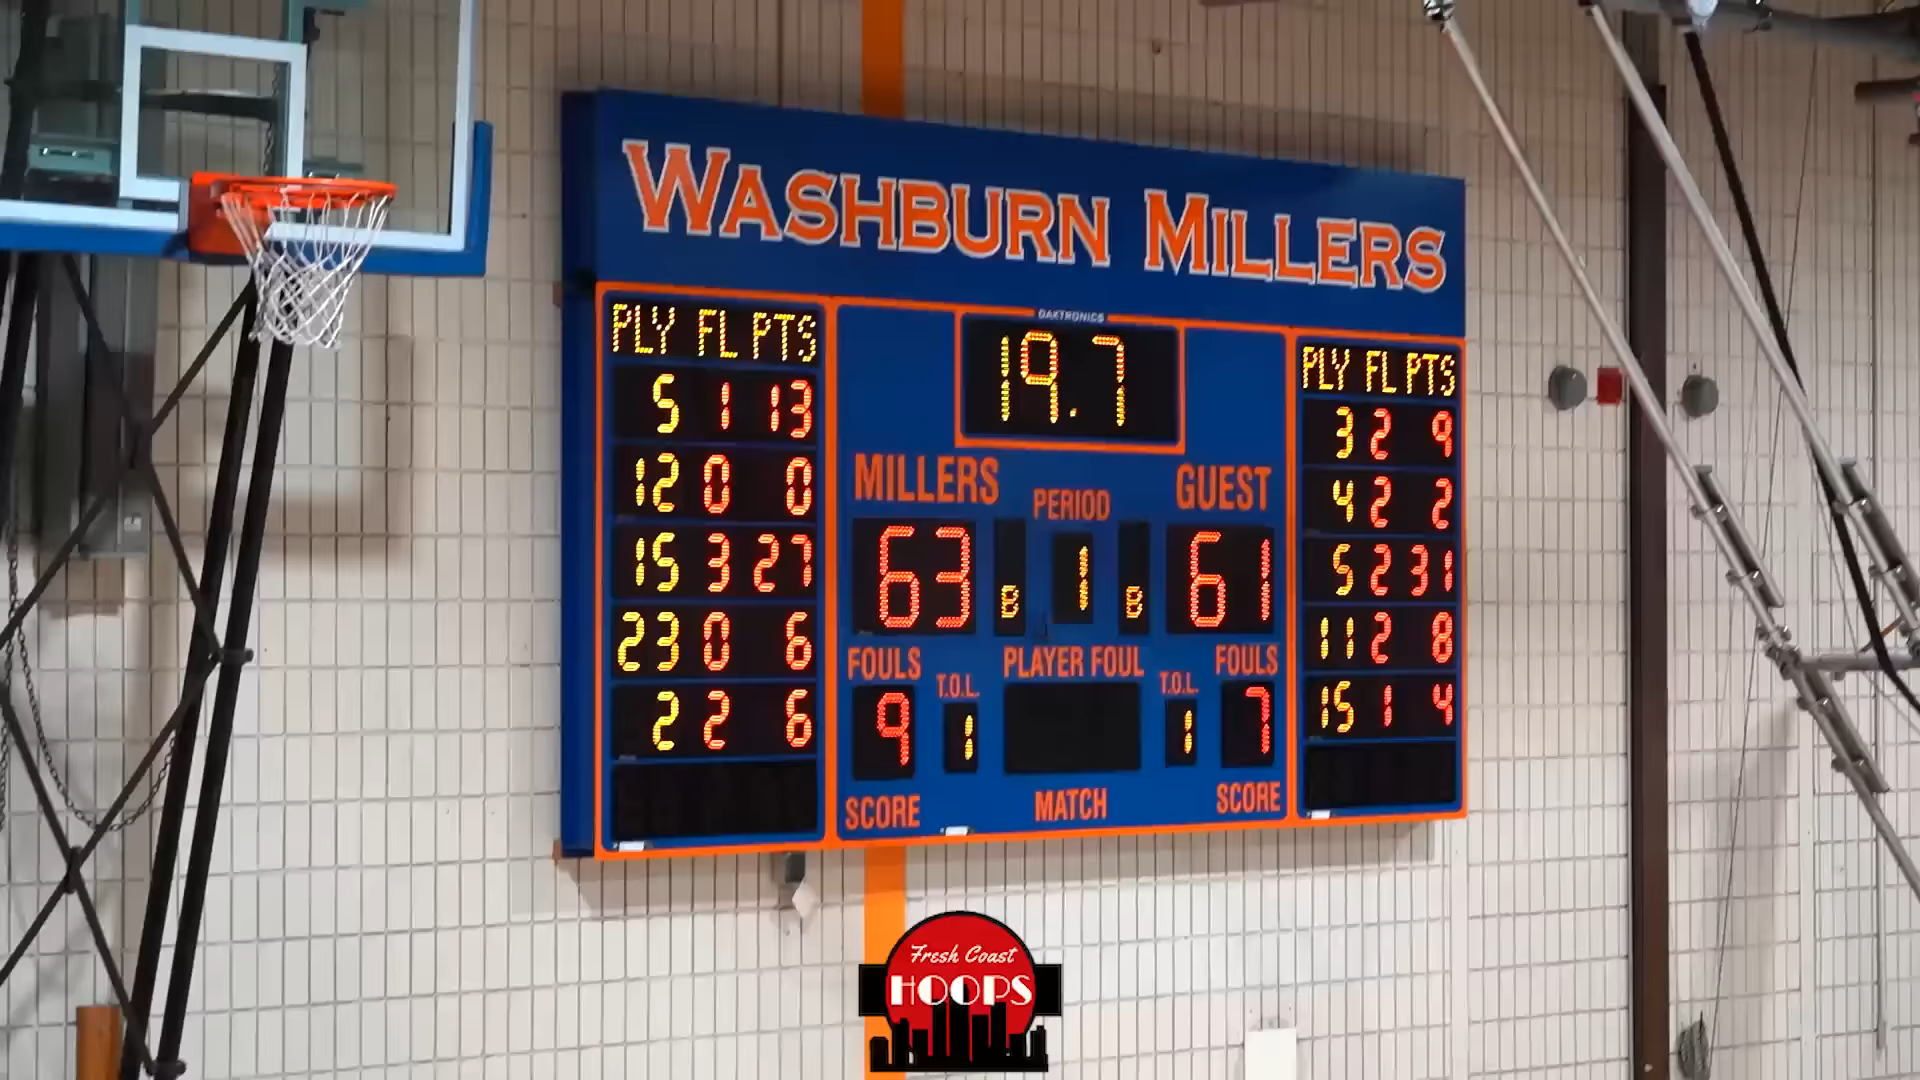 WASHBURN MILLERS
DAKTRONICS
PLY FL PTS
5 1 13
12 0 0
15 3 27
23 0 6
2 2 6
19.7
MILLERS
PERIOD
GUEST
63
B
1
B
61
FOULS
T.O.L.
PLAYER FOUL
T.O.L.
FOULS
9
1
1
7
SCORE
MATCH
SCORE
PLY FL PTS
3 2 9
4 2 2
5 2 31
11 2 8
15 1 4
Fresh Coast
HOOPS